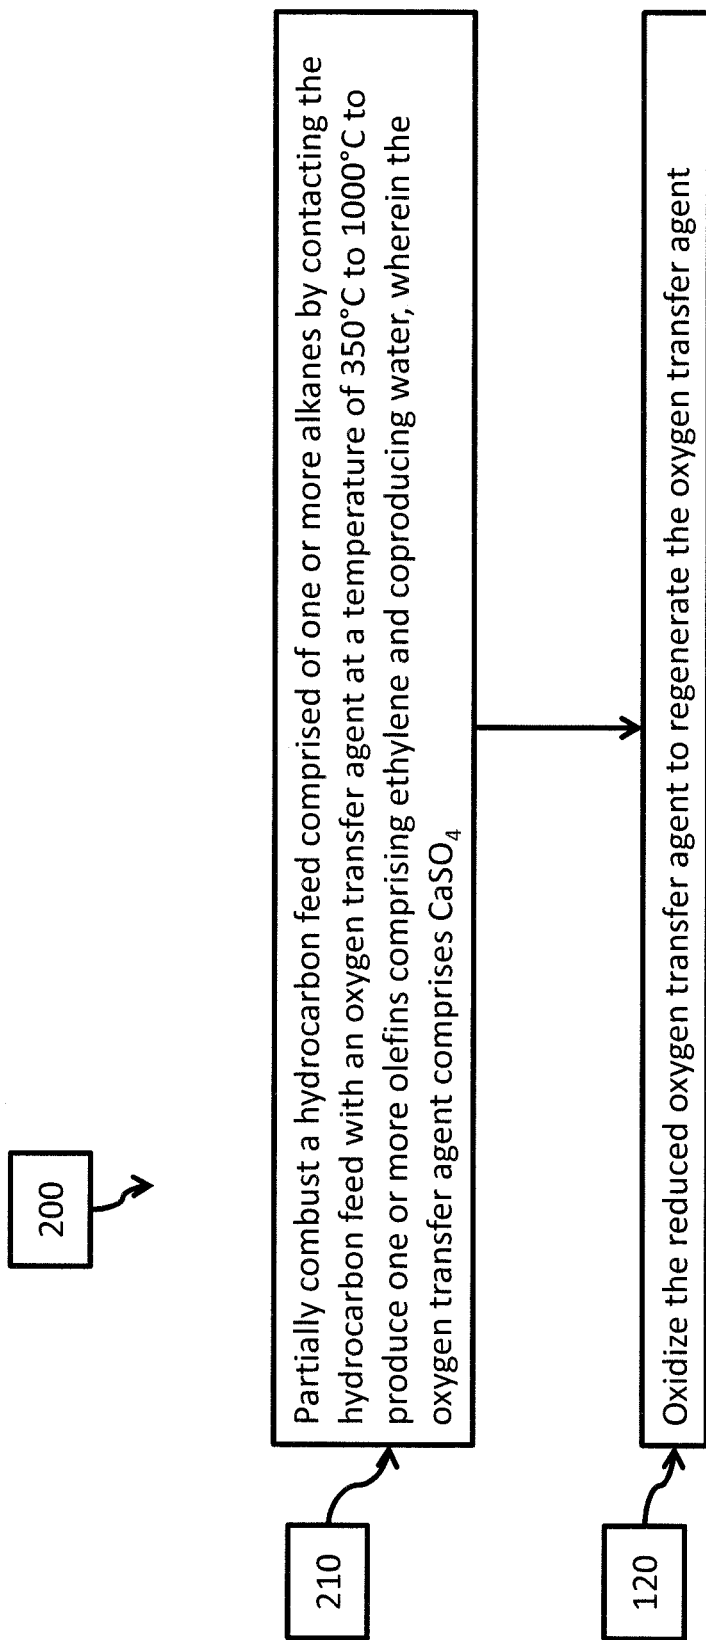 200
210
Partially combust a hydrocarbon feed comprised of one or more alkanes by contacting the
hydrocarbon feed with an oxygen transfer agent at a temperature of 350°C to 1000°C to
produce one or more olefins comprising ethylene and coproducing water, wherein the
oxygen transfer agent comprises CaSO₄
120
Oxidize the reduced oxygen transfer agent to regenerate the oxygen transfer agent